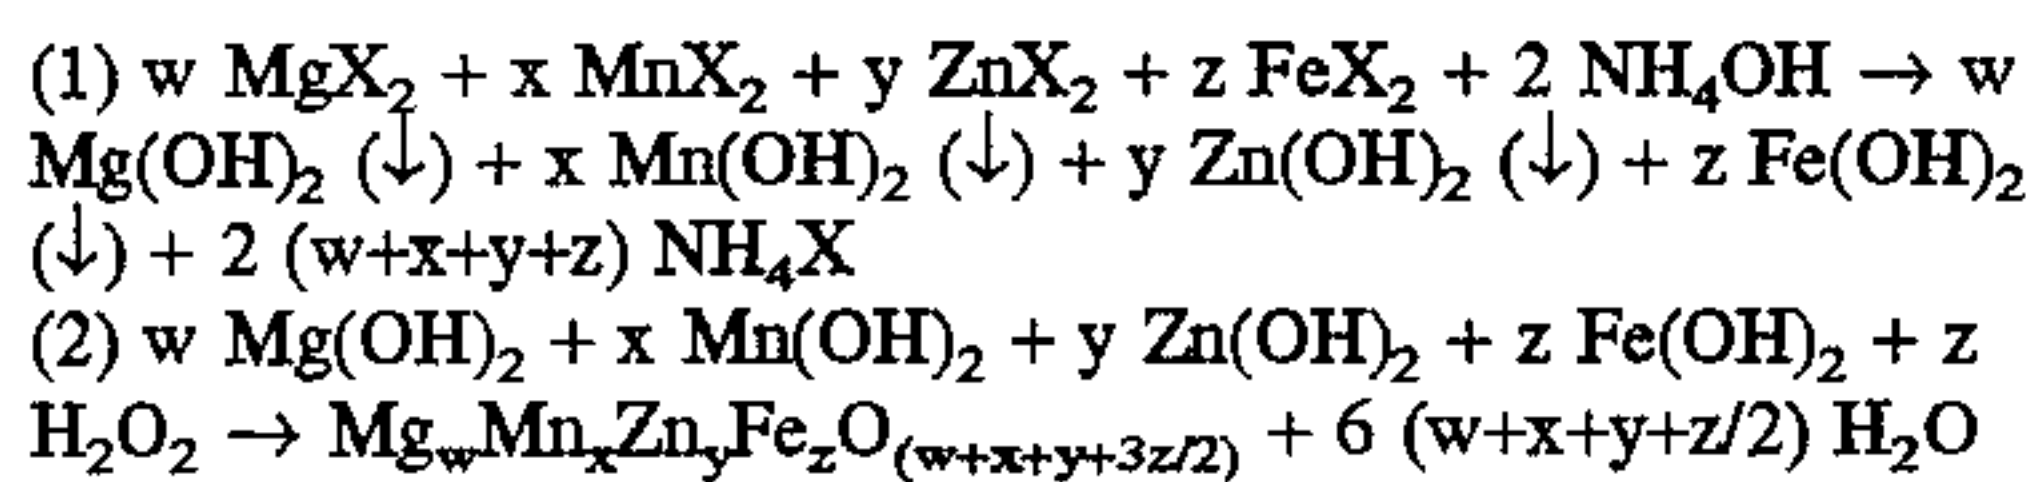 (1) w MgX₂ + x MnX₂ + y ZnX₂ + z FeX₂ + 2 NH₄OH → w
Mg(OH)₂ (↓) + x Mn(OH)₂ (↓) + y Zn(OH)₂ (↓) + z Fe(OH)₂
(↓) + 2 (w+x+y+z) NH₄X
(2) w Mg(OH)₂ + x Mn(OH)₂ + y Zn(OH)₂ + z Fe(OH)₂ + z
H₂O₂ → Mg_wMn_xZn_yFe_zO_(w+x+y+3z/2) + 6 (w+x+y+z/2) H₂O